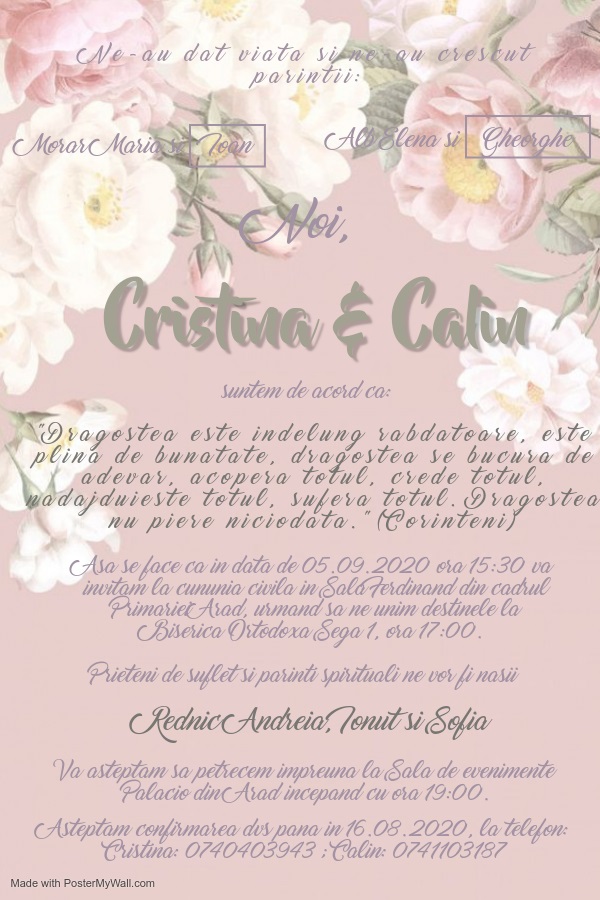 Ne-au dat viata si ne-au crescut
parintii:
Morar Maria si Ioan
Alb Elena si Gheorghe
Noi,
Cristina & Calin
suntem de acord ca:
"Dragostea este indelung rabdatoare, este
plina de bunatate, dragostea se bucura de
adevar, acopera totul, crede totul,
nadajduieste totul, sufera totul. Dragostea
nu piere niciodata." (Corinteni)
Asa se face ca in data de 05.09.2020 ora 15:30 va
invitam la cununia civila in Sala Ferdinand din cadrul
Primariei Arad, urmand sa ne unim destinele la
Biserica Ortodoxa Sega 1, ora 17:00.
Prieteni de suflet si parinti spirituali ne vor fi nasii
Rednic Andreia, Ionut si Sofia
Va asteptam sa petrecem impreuna la Sala de evenimente
Palacio din Arad incepand cu ora 19:00.
Asteptam confirmarea dvs pana in 16.08.2020, la telefon:
Cristina: 0740403943 ; Calin: 0741103187
Made with PosterMyWall.com